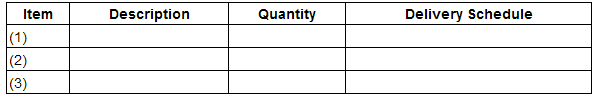 Item Description Quantity Delivery Schedule
(1)
(2)
(3)